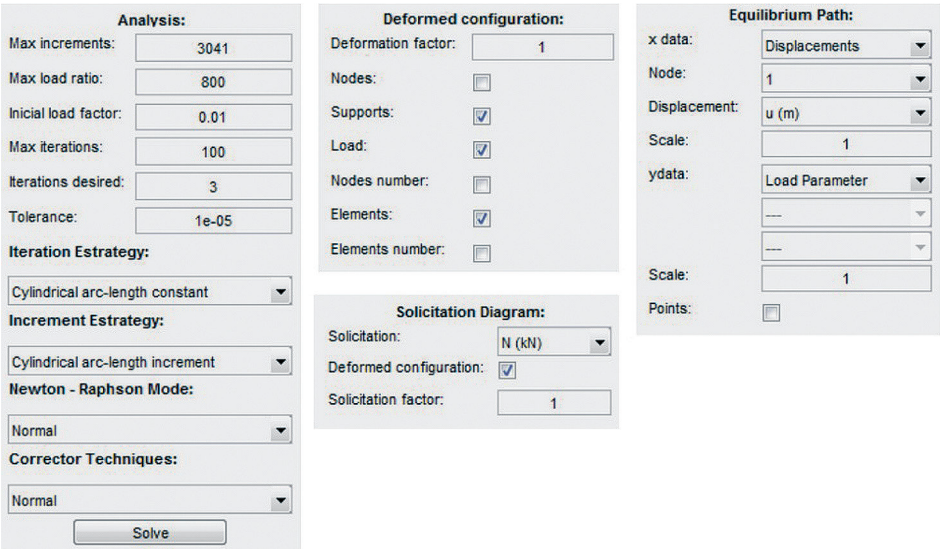 Analysis:
Max increments: 3041
Max load ratio: 800
Inicial load factor: 0.01
Max iterations: 100
Iterations desired: 3
Tolerance: 1e-05
Iteration Estrategy:
Cylindrical arc-length constant
Increment Estrategy:
Cylindrical arc-length increment
Newton - Raphson Mode:
Normal
Corrector Techniques:
Normal
Solve
Deformed configuration:
Deformation factor: 1
Nodes:
Supports:
Load:
Nodes number:
Elements:
Elements number:
Solicitation Diagram:
Solicitation: N (kN)
Deformed configuration:
Solicitation factor: 1
Equilibrium Path:
x data: Displacements
Node: 1
Displacement: u (m)
Scale: 1
ydata: Load Parameter
---
---
Scale: 1
Points: